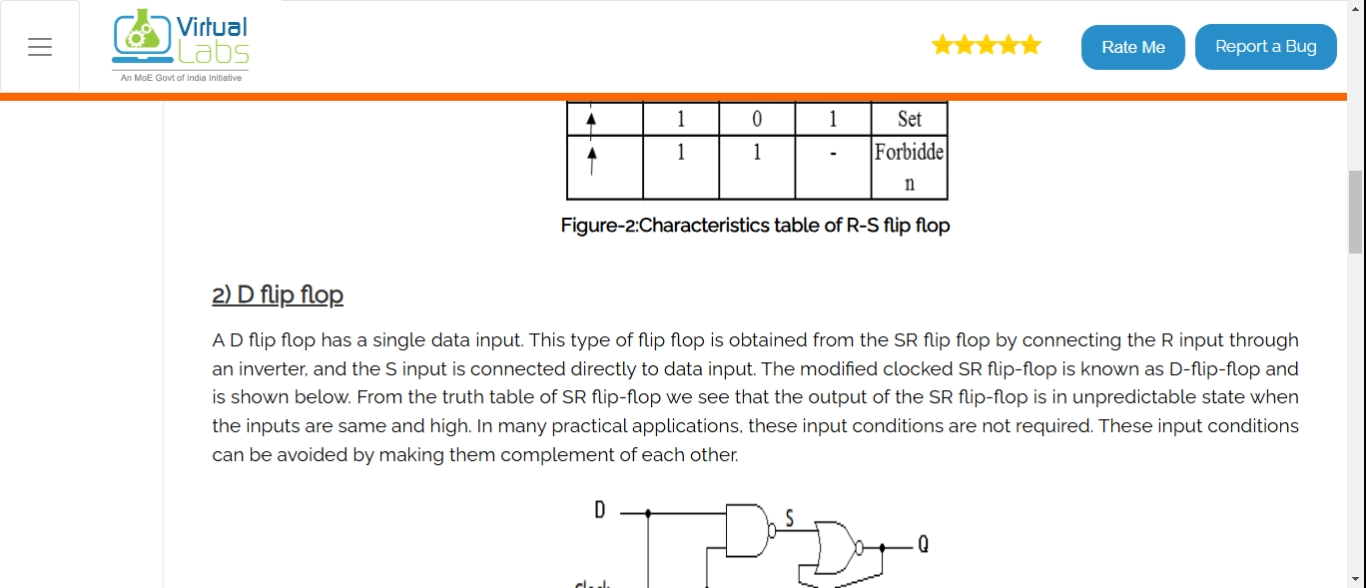 Virtual
Labs
An MoE Govt of India Initiative
Rate Me
Report a Bug
1 0 1 Set
1 1 - Forbidde
n
Figure-2:Characteristics table of R-S flip flop
2) D flip flop
A D flip flop has a single data input. This type of flip flop is obtained from the SR flip flop by connecting the R input through
an inverter, and the S input is connected directly to data input. The modified clocked SR flip-flop is known as D-flip-flop and
is shown below. From the truth table of SR flip-flop we see that the output of the SR flip-flop is in unpredictable state when
the inputs are same and high. In many practical applications, these input conditions are not required. These input conditions
can be avoided by making them complement of each other.
D
S
Q